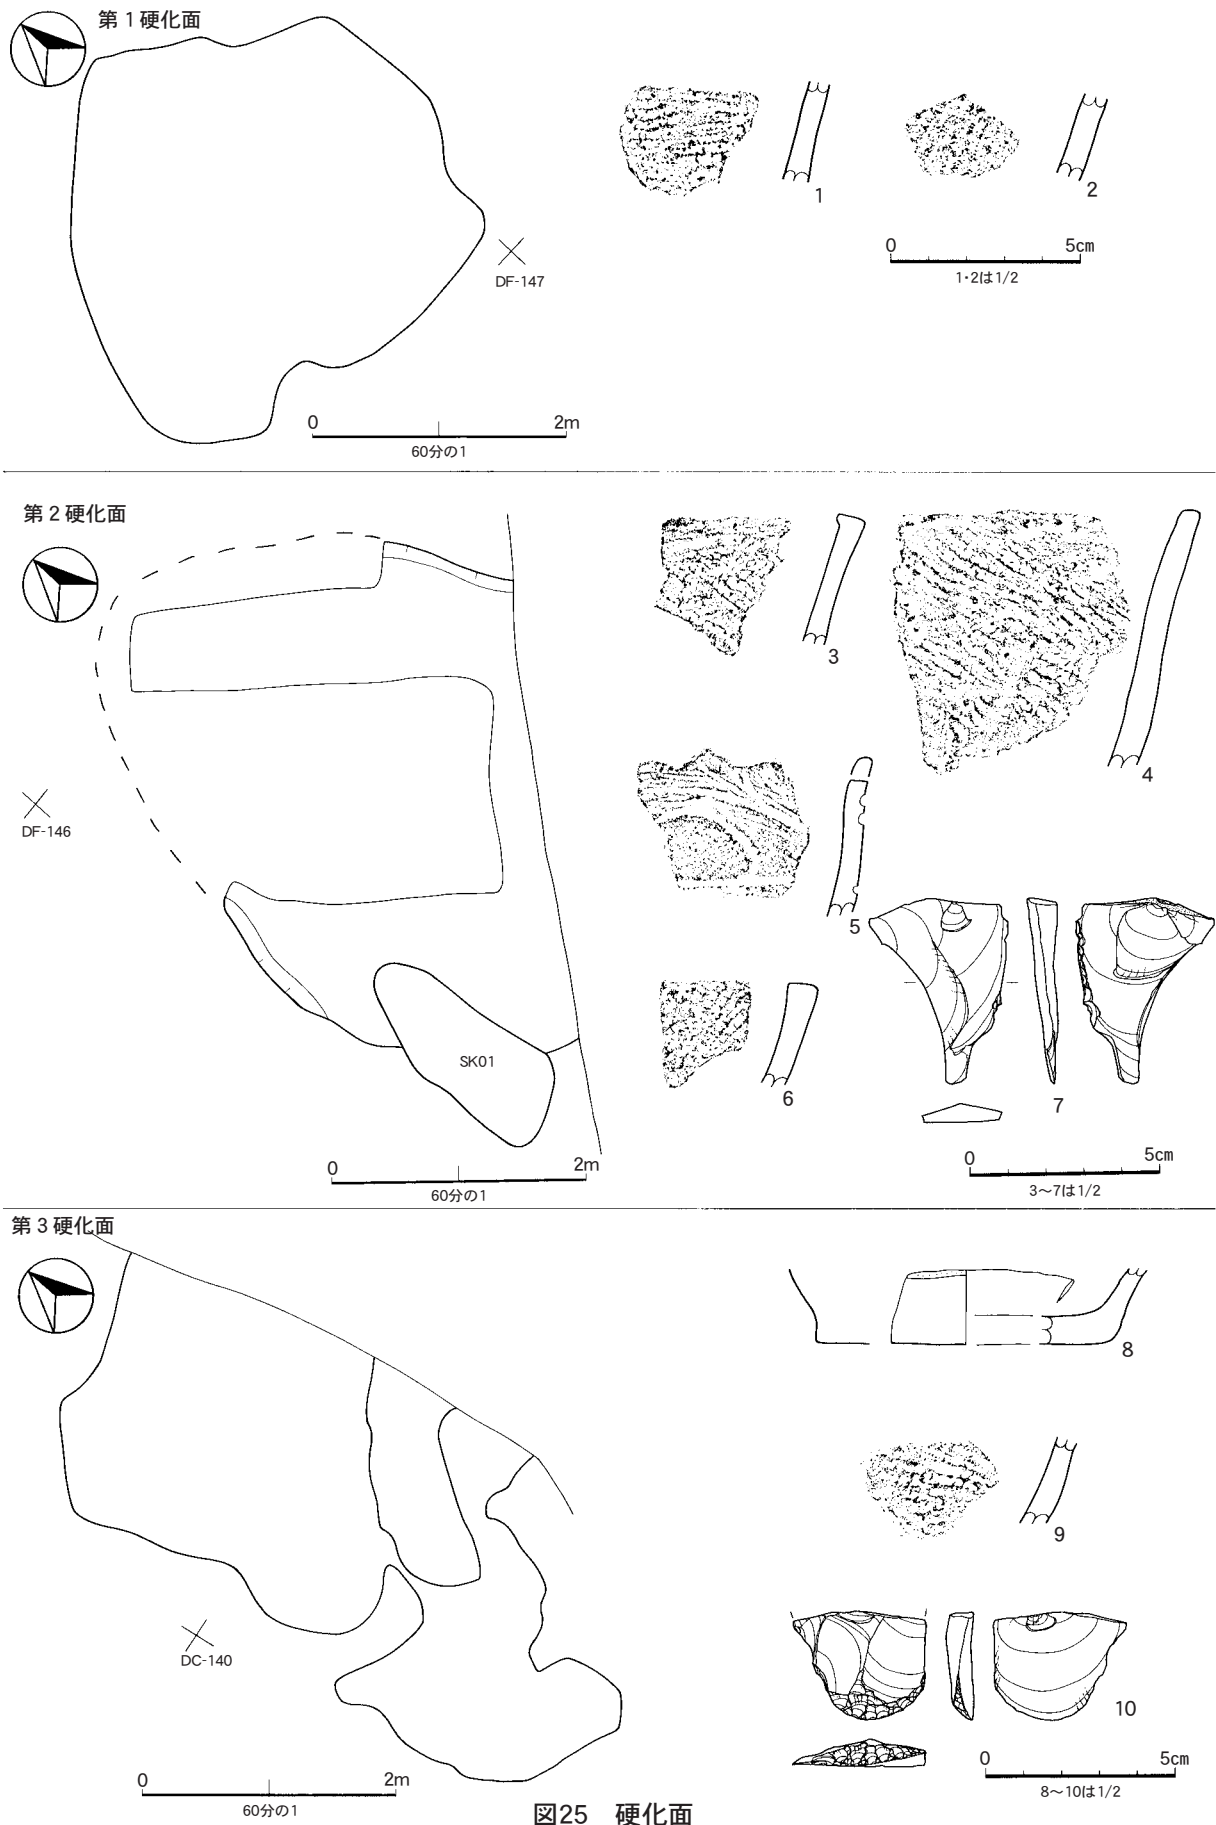 第1硬化面
1
2
0 5cm
1・2は1/2
DF-147
0 2m
60分の1
第2硬化面
3
4
DF-146
5
SK01
6
7
0 2m
60分の1
0 5cm
3～7は1/2
第3硬化面
8
9
DC-140
10
0 2m
60分の1
0 5cm
8～10は1/2
図25 硬化面